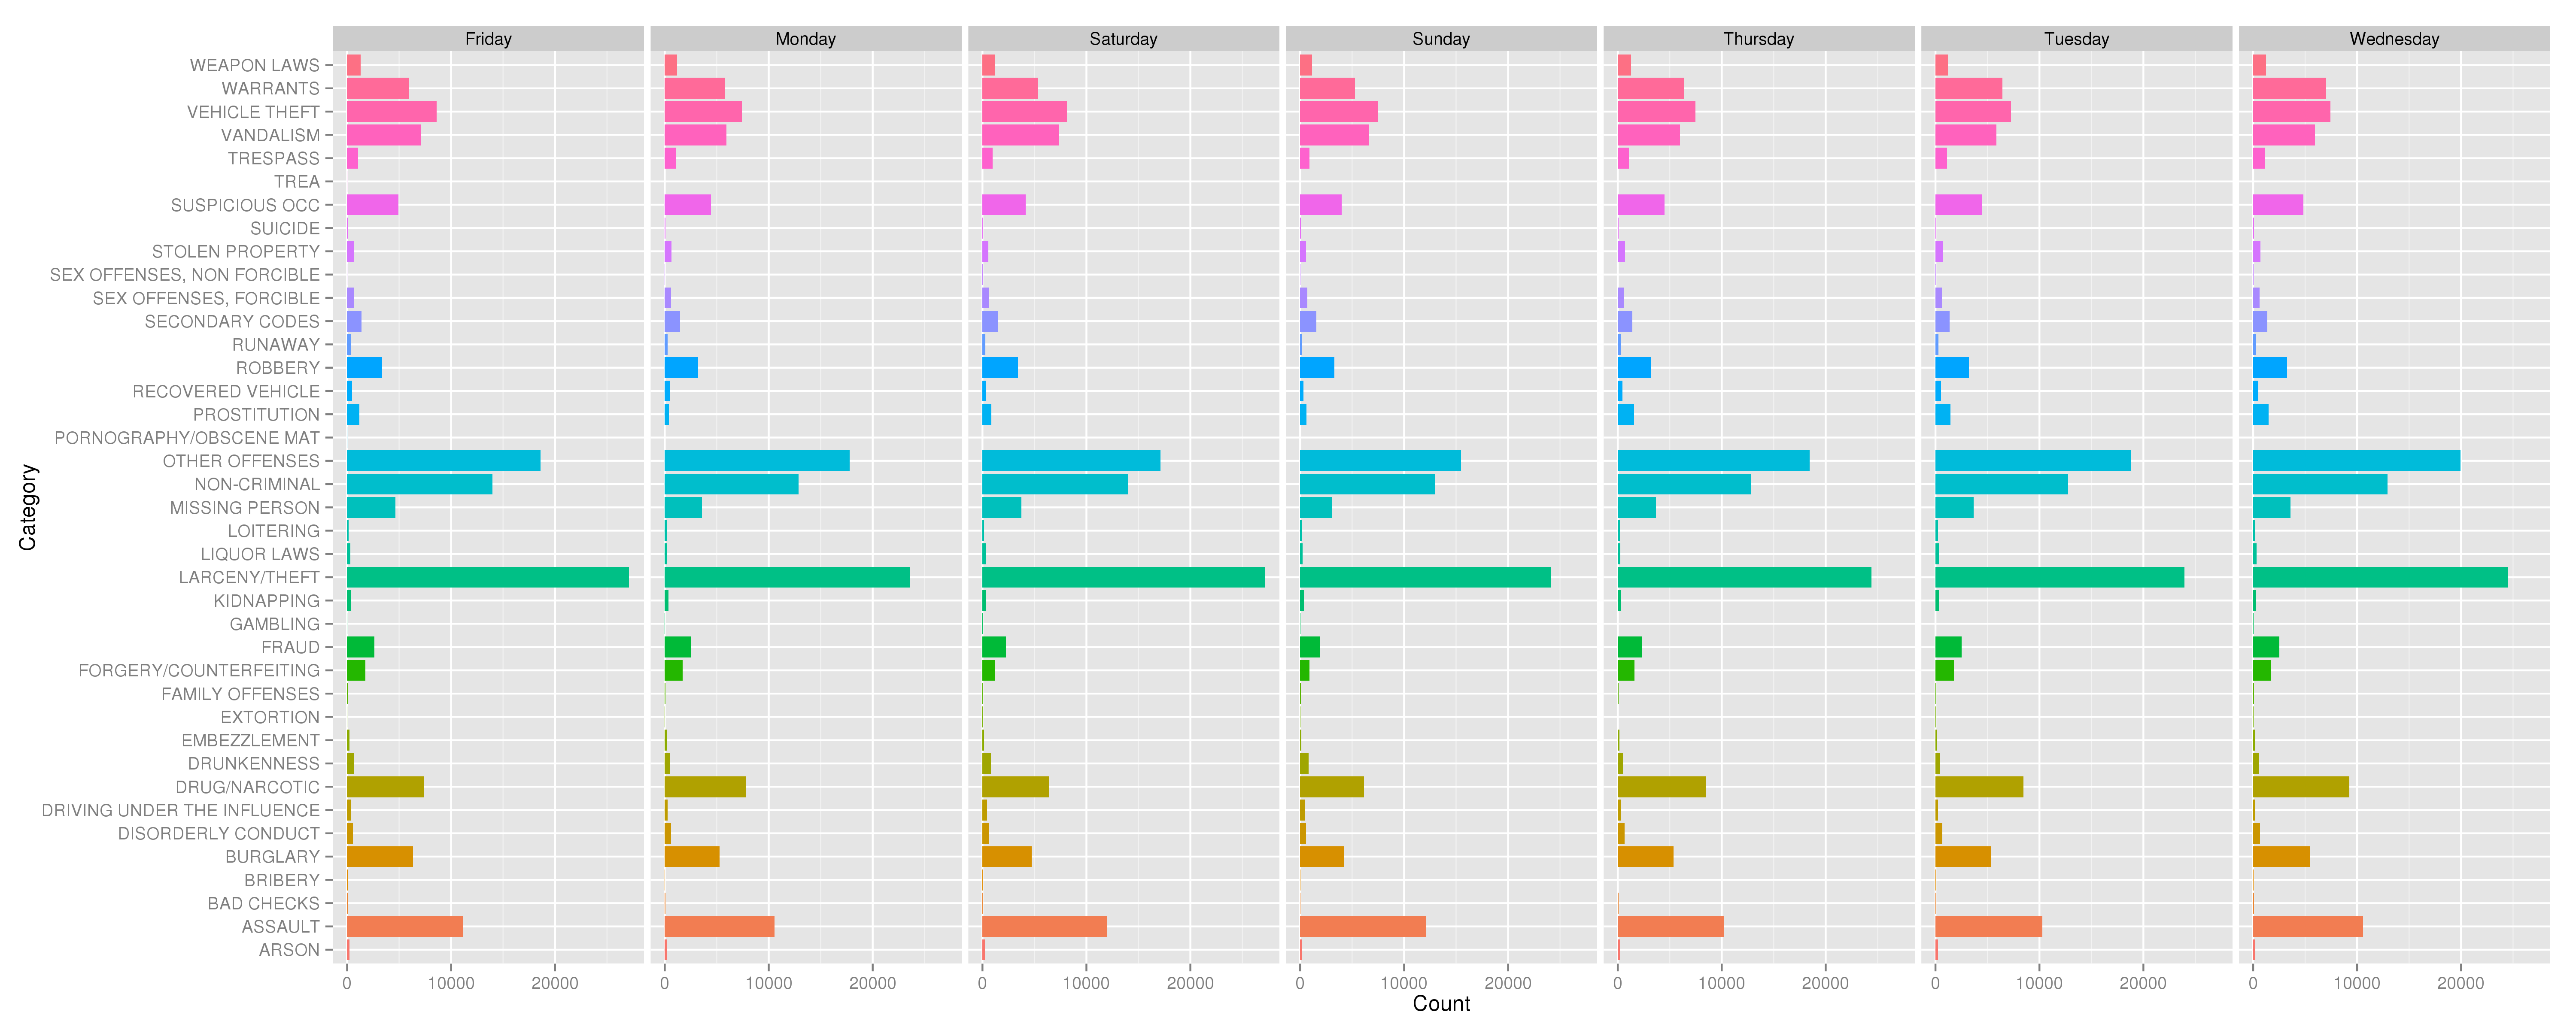 Friday Monday Saturday Sunday Thursday Tuesday Wednesday
WEAPON LAWS
WARRANTS
VEHICLE THEFT
VANDALISM
TRESPASS
TREA
SUSPICIOUS OCC
SUICIDE
STOLEN PROPERTY
SEX OFFENSES, NON FORCIBLE
SEX OFFENSES, FORCIBLE
SECONDARY CODES
RUNAWAY
ROBBERY
RECOVERED VEHICLE
PROSTITUTION
PORNOGRAPHY/OBSCENE MAT
OTHER OFFENSES
NON-CRIMINAL
MISSING PERSON
LOITERING
LIQUOR LAWS
LARCENY/THEFT
KIDNAPPING
GAMBLING
FRAUD
FORGERY/COUNTERFEITING
FAMILY OFFENSES
EXTORTION
EMBEZZLEMENT
DRUNKENNESS
DRUG/NARCOTIC
DRIVING UNDER THE INFLUENCE
DISORDERLY CONDUCT
BURGLARY
BRIBERY
BAD CHECKS
ASSAULT
ARSON
Category
0 10000 20000 0 10000 20000 0 10000 20000 0 10000 20000 0 10000 20000 0 10000 20000 0 10000 20000
Count